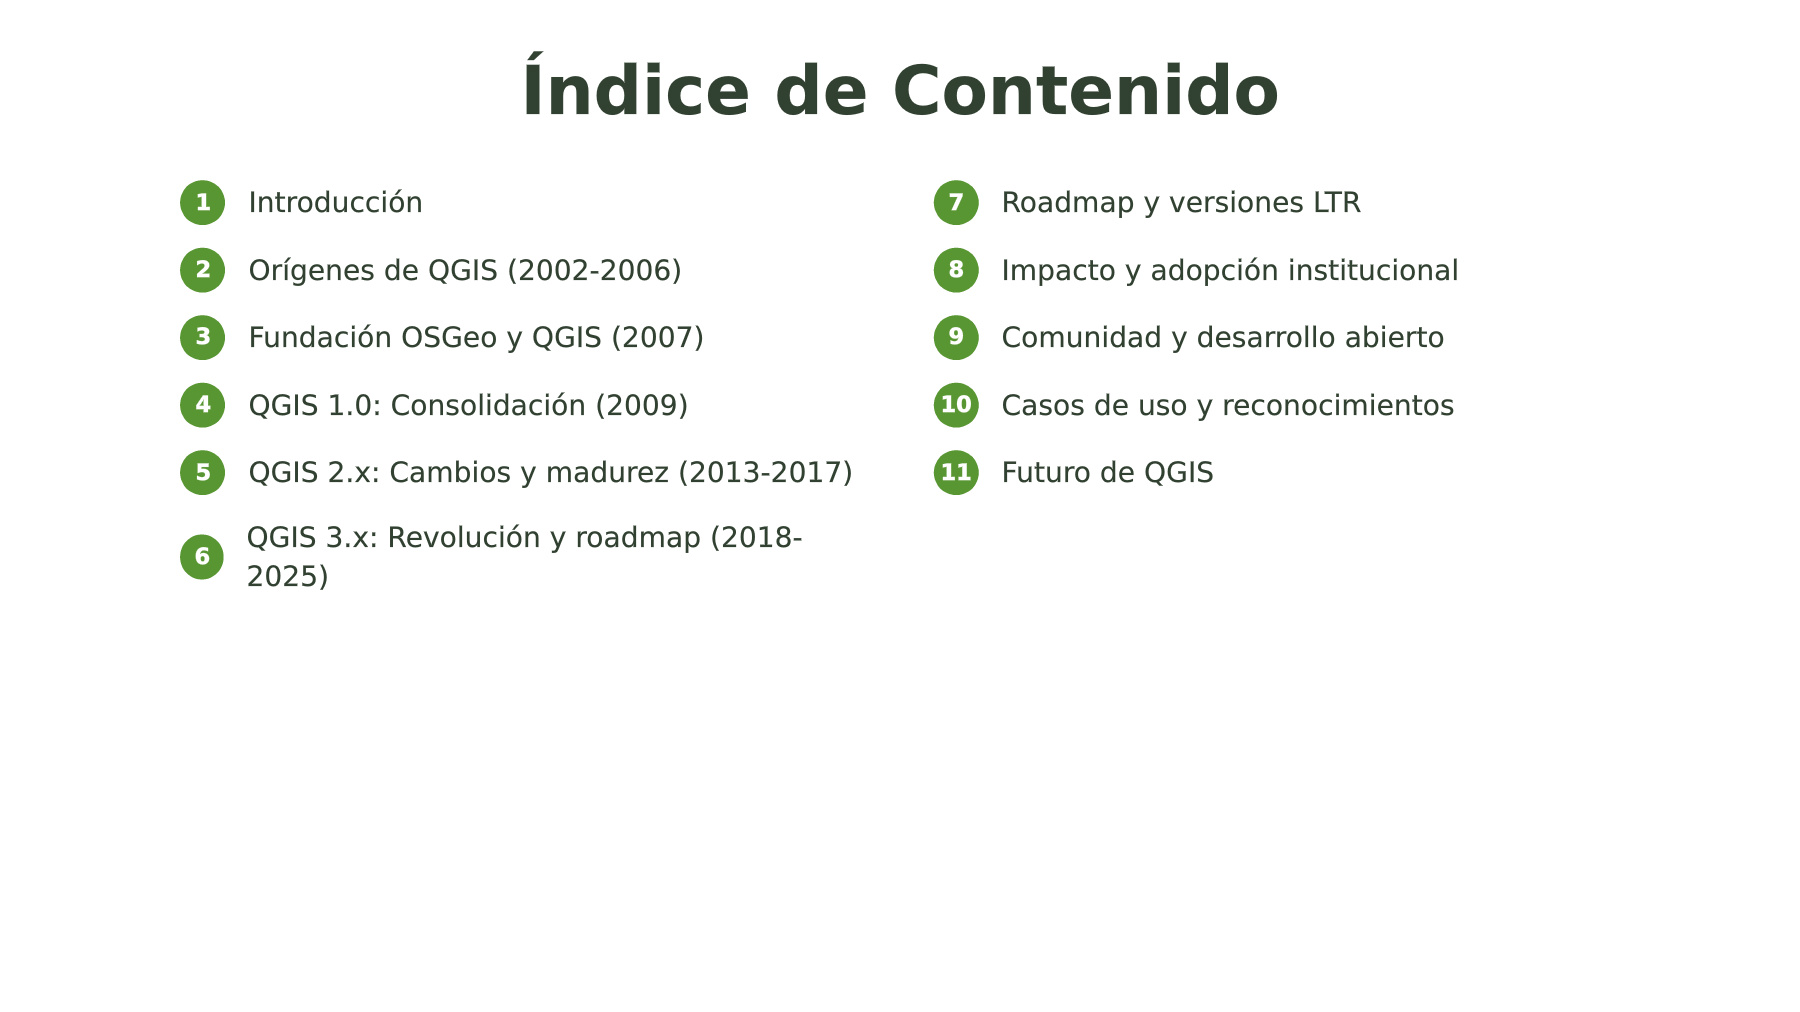 Índice de Contenido
1 Introducción
2 Orígenes de QGIS (2002-2006)
3 Fundación OSGeo y QGIS (2007)
4 QGIS 1.0: Consolidación (2009)
5 QGIS 2.x: Cambios y madurez (2013-2017)
6 QGIS 3.x: Revolución y roadmap (2018-
2025)
7 Roadmap y versiones LTR
8 Impacto y adopción institucional
9 Comunidad y desarrollo abierto
10 Casos de uso y reconocimientos
11 Futuro de QGIS